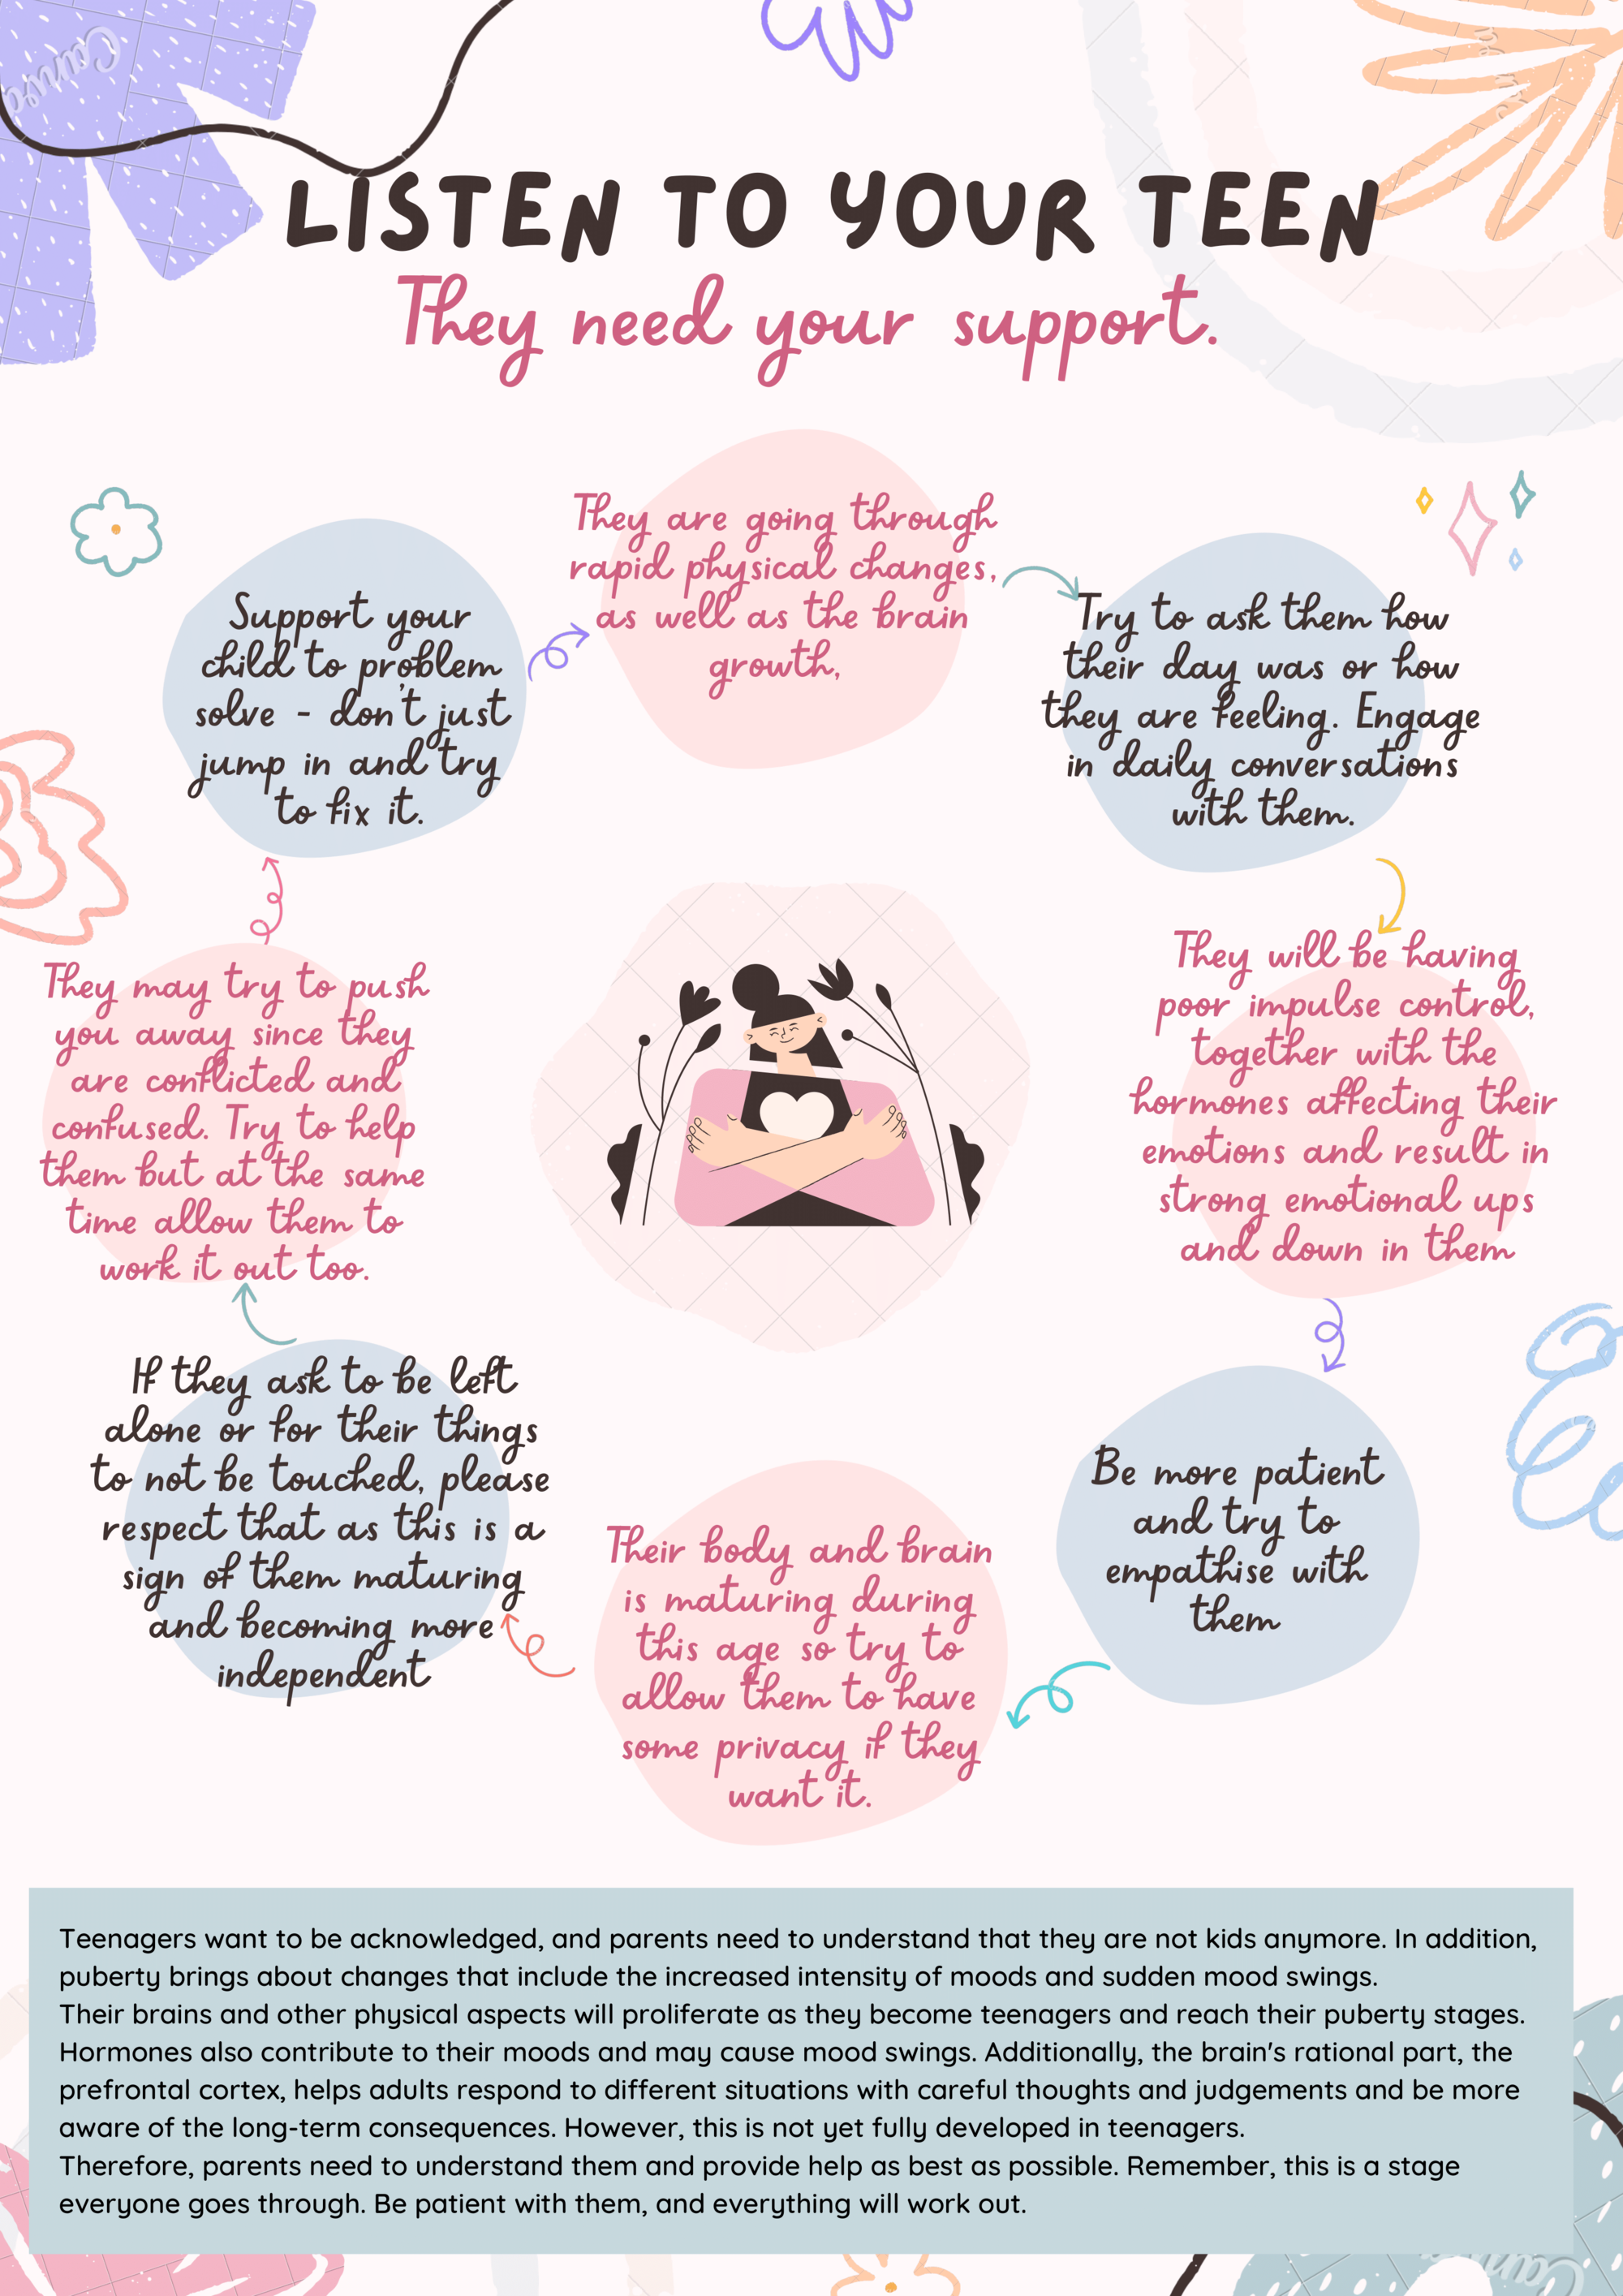 LISTEN TO YOUR TEEN
They need your support.
They are going through
rapid physical changes,
as well as the brain
growth,
Try to ask them how
their day was or how
they are feeling. Engage
in daily conversations
with them.
They will be having
poor impulse control,
together with the
hormones affecting their
emotions and result in
strong emotional ups
and down in them
Be more patient
and try to
empathise with
them
Their body and brain
is maturing during
this age so try to
allow them to have
some privacy if they
want it.
If they ask to be left
alone or for their things
to not be touched, please
respect that as this is a
sign of them maturing
and becoming more
independent
They may try to push
you away since they
are conflicted and
confused. Try to help
them but at the same
time allow them to
work it out too.
Support your
child to problem
solve - don't just
jump in and try
to fix it.
Teenagers want to be acknowledged, and parents need to understand that they are not kids anymore. In addition,
puberty brings about changes that include the increased intensity of moods and sudden mood swings.
Their brains and other physical aspects will proliferate as they become teenagers and reach their puberty stages.
Hormones also contribute to their moods and may cause mood swings. Additionally, the brain's rational part, the
prefrontal cortex, helps adults respond to different situations with careful thoughts and judgements and be more
aware of the long-term consequences. However, this is not yet fully developed in teenagers.
Therefore, parents need to understand them and provide help as best as possible. Remember, this is a stage
everyone goes through. Be patient with them, and everything will work out.
Canva